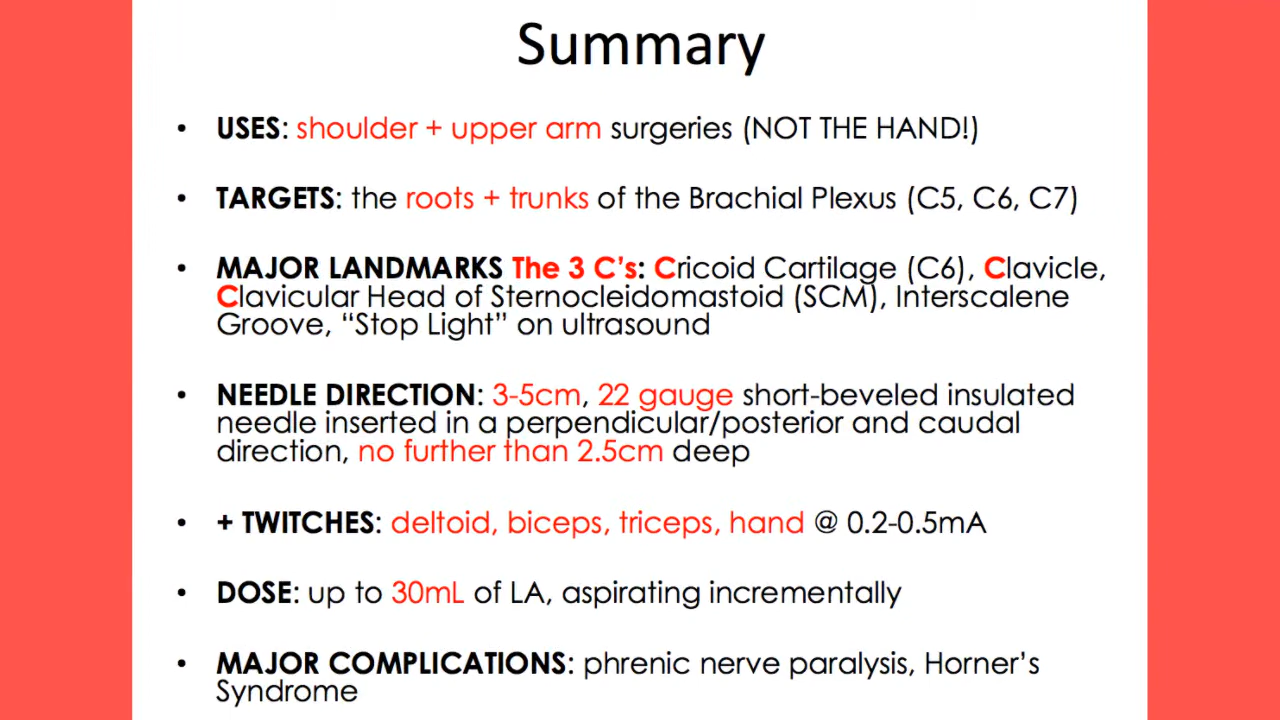 Summary
• USES: shoulder + upper arm surgeries (NOT THE HAND!)
• TARGETS: the roots + trunks of the Brachial Plexus (C5, C6, C7)
• MAJOR LANDMARKS The 3 C’s: Cricoid Cartilage (C6), Clavicle,
Clavicular Head of Sternocleidomastoid (SCM), Interscalene
Groove, “Stop Light” on ultrasound
• NEEDLE DIRECTION: 3-5cm, 22 gauge short-beveled insulated
needle inserted in a perpendicular/posterior and caudal
direction, no further than 2.5cm deep
• + TWITCHES: deltoid, biceps, triceps, hand @ 0.2-0.5mA
• DOSE: up to 30mL of LA, aspirating incrementally
• MAJOR COMPLICATIONS: phrenic nerve paralysis, Horner’s
Syndrome